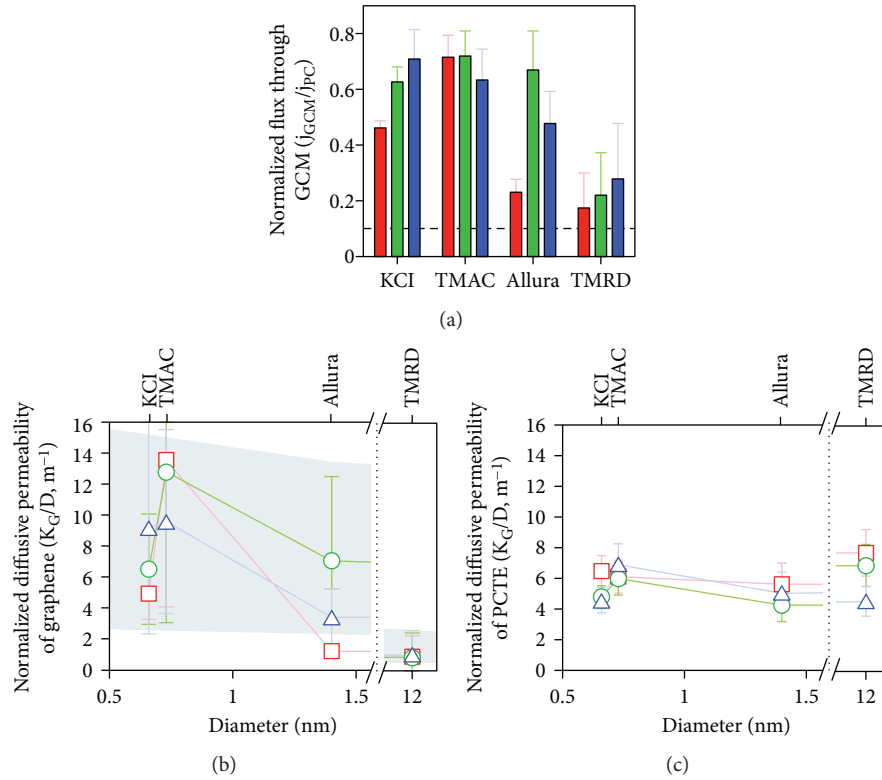 Normalized flux through
GCM (jGCM/jPC)
0.8
0.6
0.4
0.2
0
KCI
TMAC
Allura
TMRD
(a)
KCI
TMAC
Allura
TMRD
Normalized diffusive permeability
of graphene (KG/D, m−1)
16
14
12
10
8
6
4
2
0
0.5
1
1.5
12
Diameter (nm)
(b)
KCI
TMAC
Allura
TMRD
Normalized diffusive permeability
of PCTE (KG/D, m−1)
16
14
12
10
8
6
4
2
0
0.5
1
1.5
12
Diameter (nm)
(c)